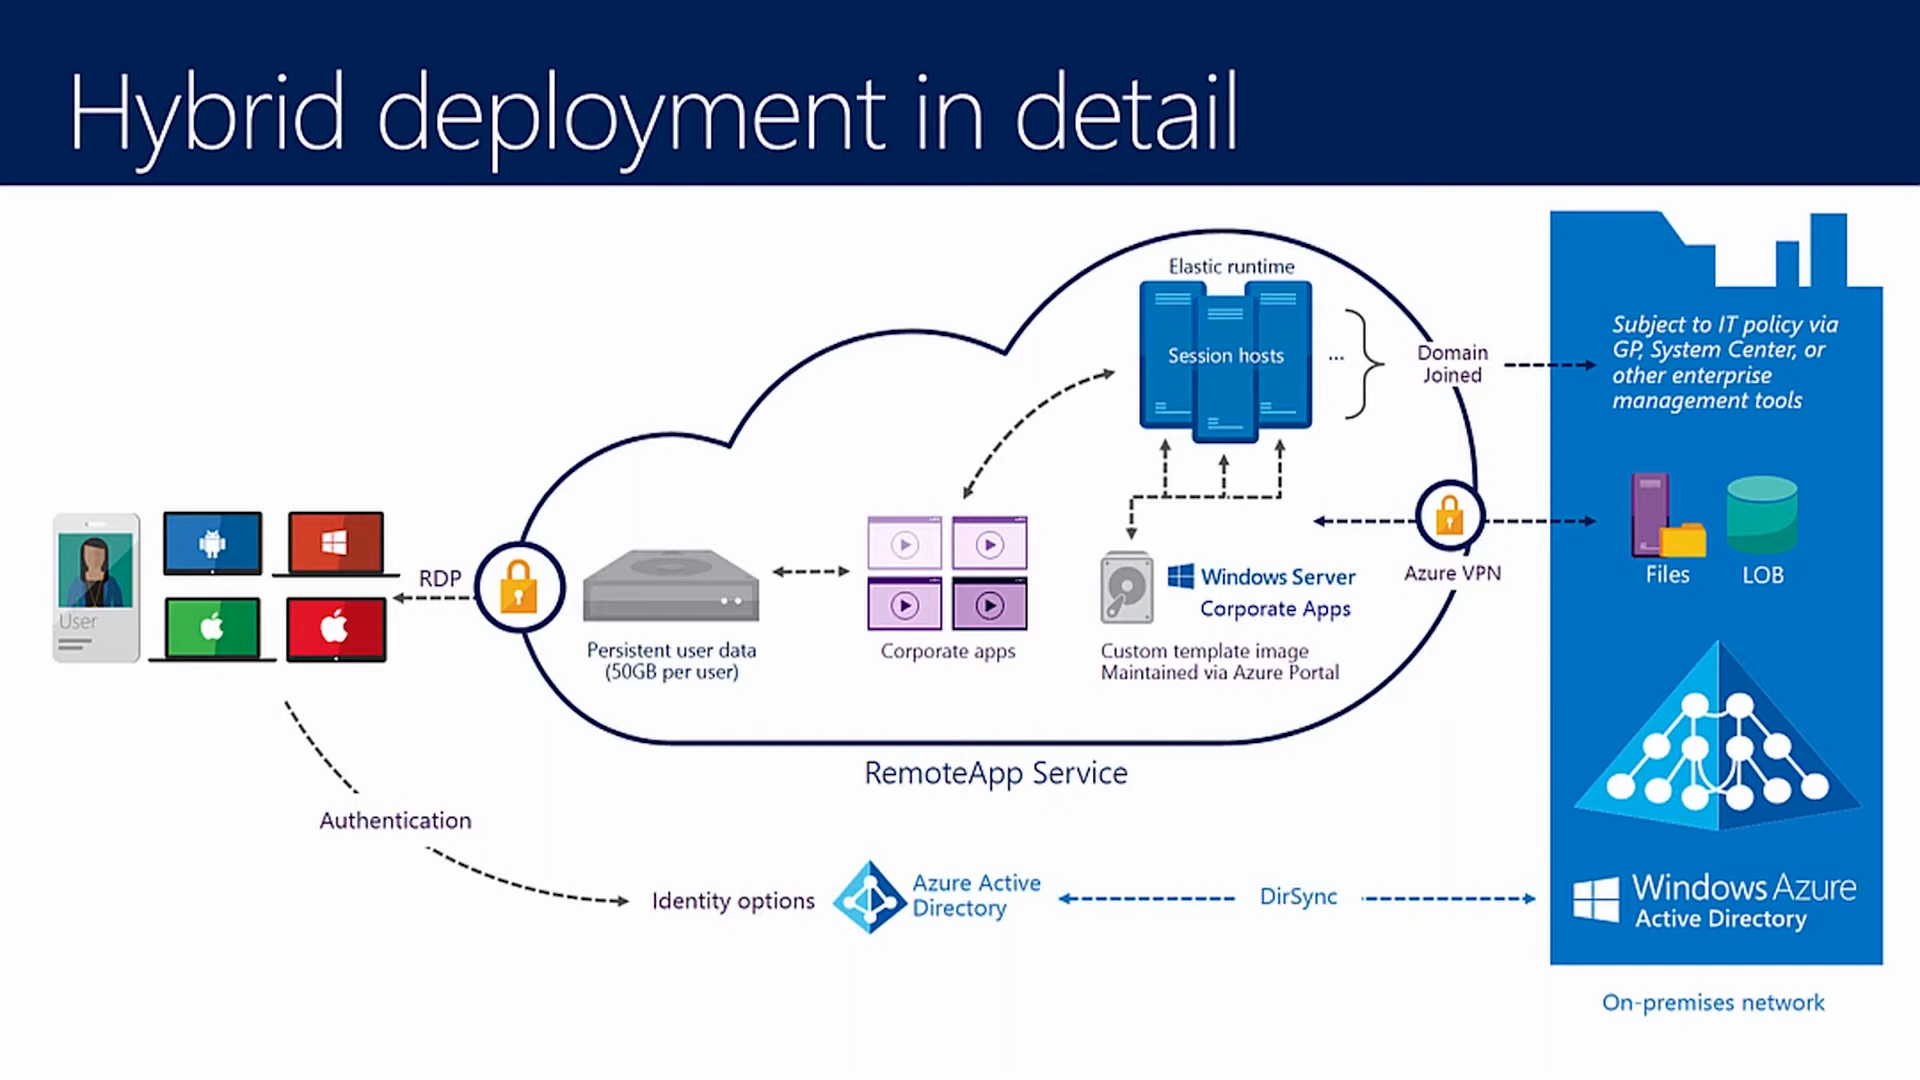 Hybrid deployment in detail
Elastic runtime
Session hosts
...
Domain
Joined
Subject to IT policy via
GP, System Center, or
other enterprise
management tools
User
RDP
Persistent user data
(50GB per user)
Corporate apps
Windows Server
Corporate Apps
Custom template image
Maintained via Azure Portal
Azure VPN
Files
LOB
RemoteApp Service
Authentication
Identity options
Azure Active
Directory
DirSync
Windows Azure
Active Directory
On-premises network